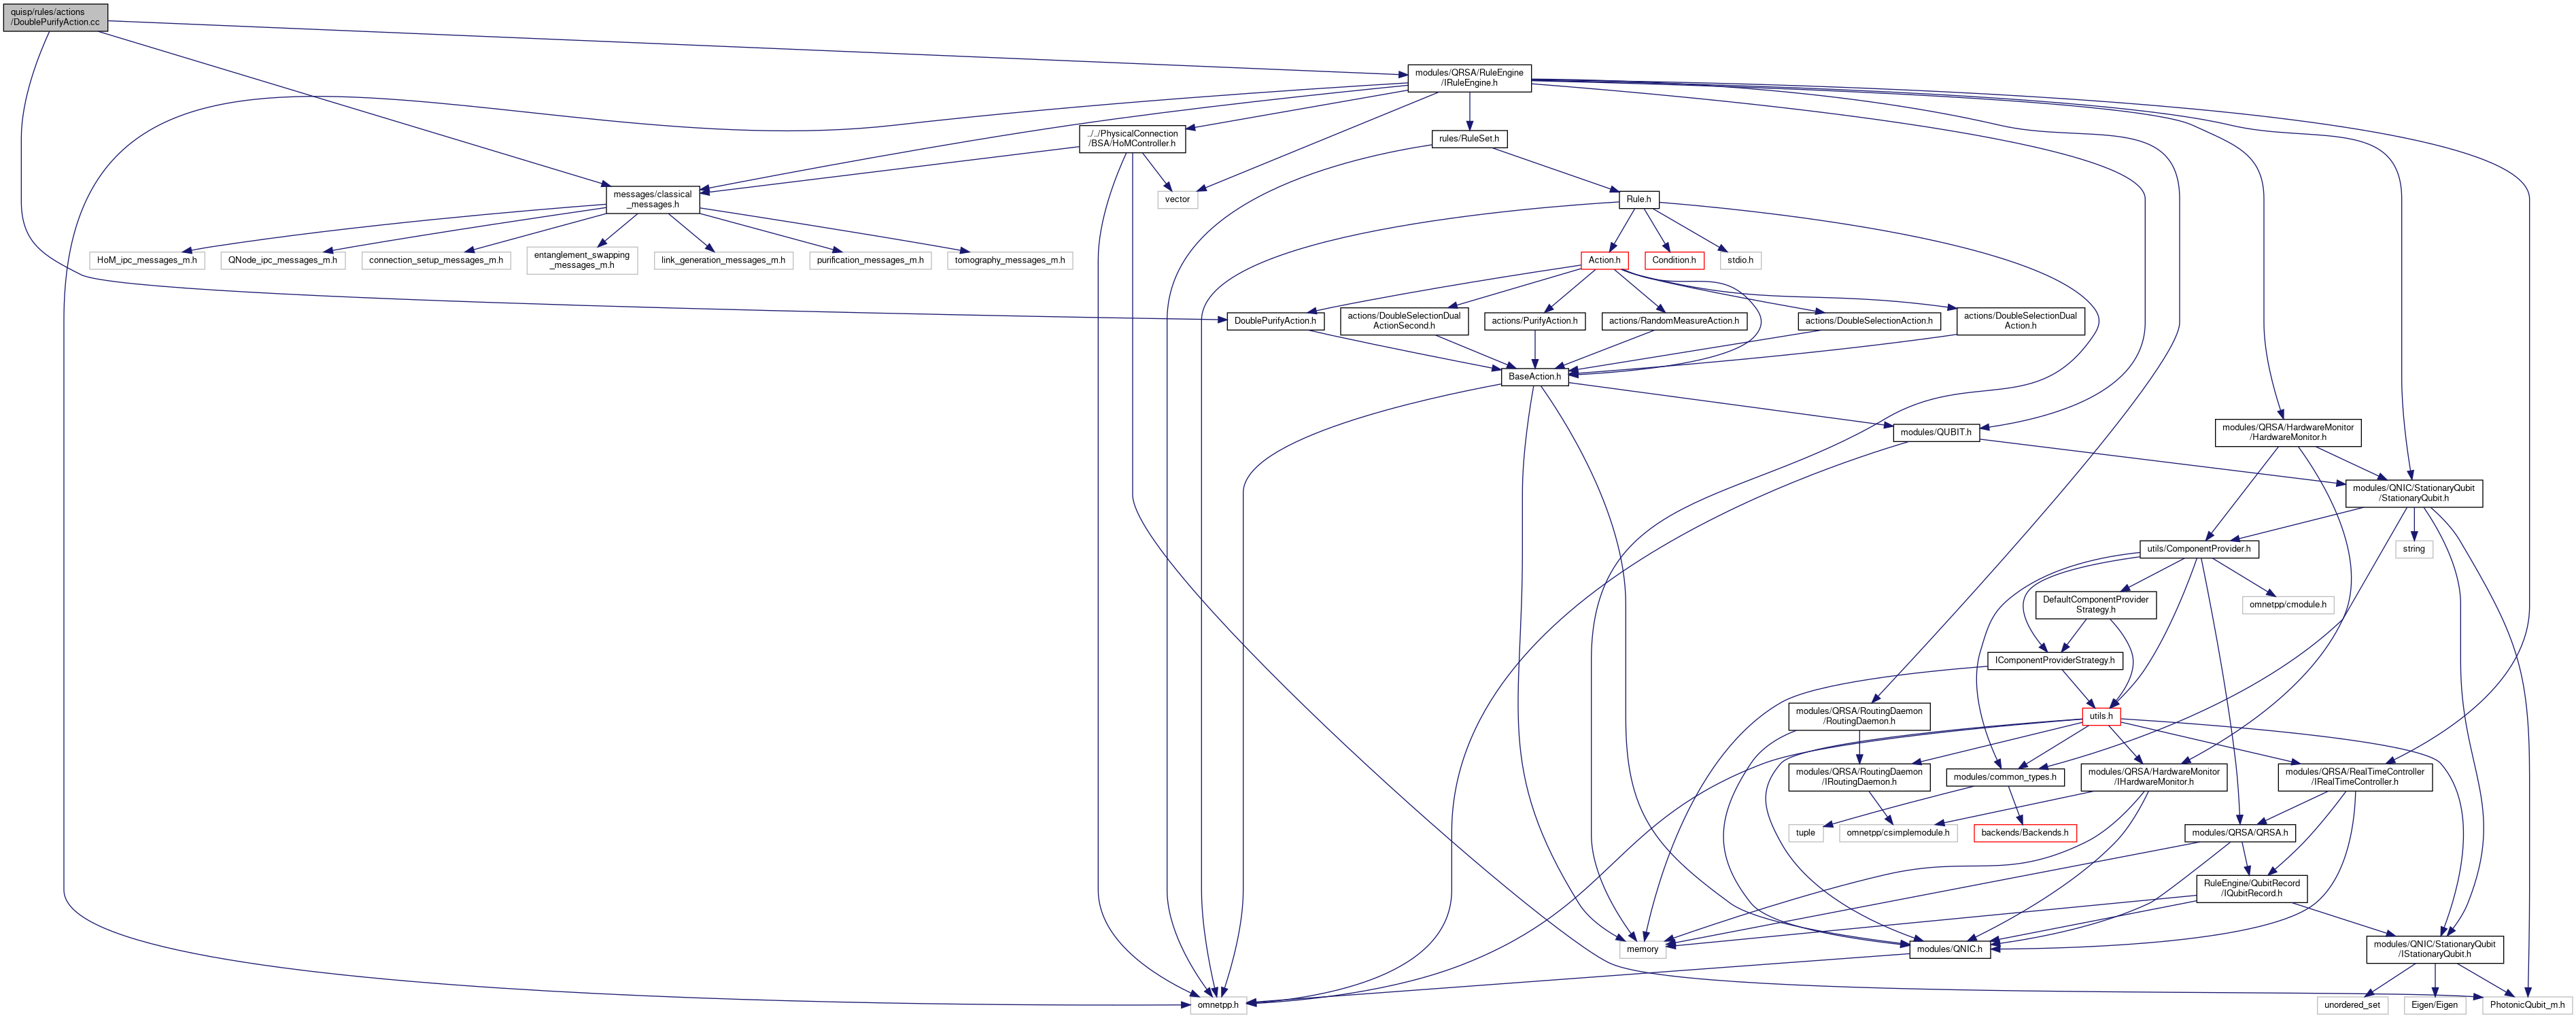 quisp/rules/actions
/DoublePurifyAction.cc
modules/QRSA/RuleEngine
/IRuleEngine.h
../../PhysicalConnection
/BSA/HoMController.h
rules/RuleSet.h
messages/classical
_messages.h
vector
Rule.h
HoM_ipc_messages_m.h
QNode_ipc_messages_m.h
connection_setup_messages_m.h
entanglement_swapping
_messages_m.h
link_generation_messages_m.h
purification_messages_m.h
tomography_messages_m.h
Action.h
Condition.h
stdio.h
DoublePurifyAction.h
actions/DoubleSelectionDual
ActionSecond.h
actions/PurifyAction.h
actions/RandomMeasureAction.h
actions/DoubleSelectionAction.h
actions/DoubleSelectionDual
Action.h
BaseAction.h
modules/QUBIT.h
modules/QRSA/HardwareMonitor
/HardwareMonitor.h
modules/QNIC/StationaryQubit
/StationaryQubit.h
utils/ComponentProvider.h
string
DefaultComponentProvider
Strategy.h
omnetpp/cmodule.h
IComponentProviderStrategy.h
modules/QRSA/RoutingDaemon
/RoutingDaemon.h
utils.h
modules/QRSA/RoutingDaemon
/IRoutingDaemon.h
modules/common_types.h
modules/QRSA/HardwareMonitor
/IHardwareMonitor.h
modules/QRSA/RealTimeController
/IRealTimeController.h
tuple
omnetpp/csimplemodule.h
backends/Backends.h
modules/QRSA/QRSA.h
RuleEngine/QubitRecord
/IQubitRecord.h
memory
modules/QNIC.h
modules/QNIC/StationaryQubit
/IStationaryQubit.h
omnetpp.h
unordered_set
Eigen/Eigen
PhotonicQubit_m.h